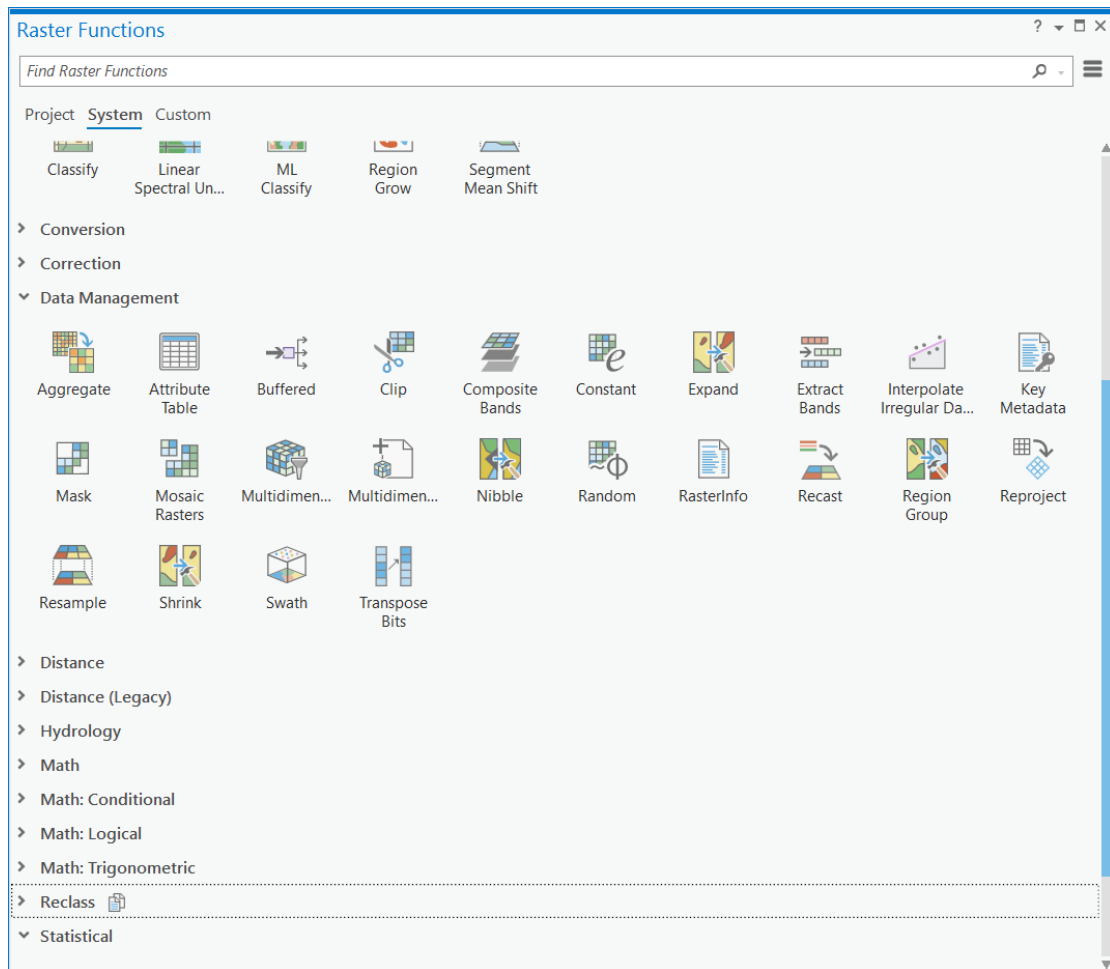 Raster Functions
?
Find Raster Functions
Project System Custom
Classify Linear ML Region Segment
Spectral Un... Classify Grow Mean Shift
Conversion
Correction
Data Management
Aggregate Attribute Buffered Clip Composite Constant Expand Extract Interpolate Key
Table Bands Bands Irregular Da... Metadata
Mask Mosaic Multidimen... Multidimen... Nibble Random RasterInfo Recast Region Reproject
Rasters Group
Resample Shrink Swath Transpose
Bits
Distance
Distance (Legacy)
Hydrology
Math
Math: Conditional
Math: Logical
Math: Trigonometric
Reclass
Statistical